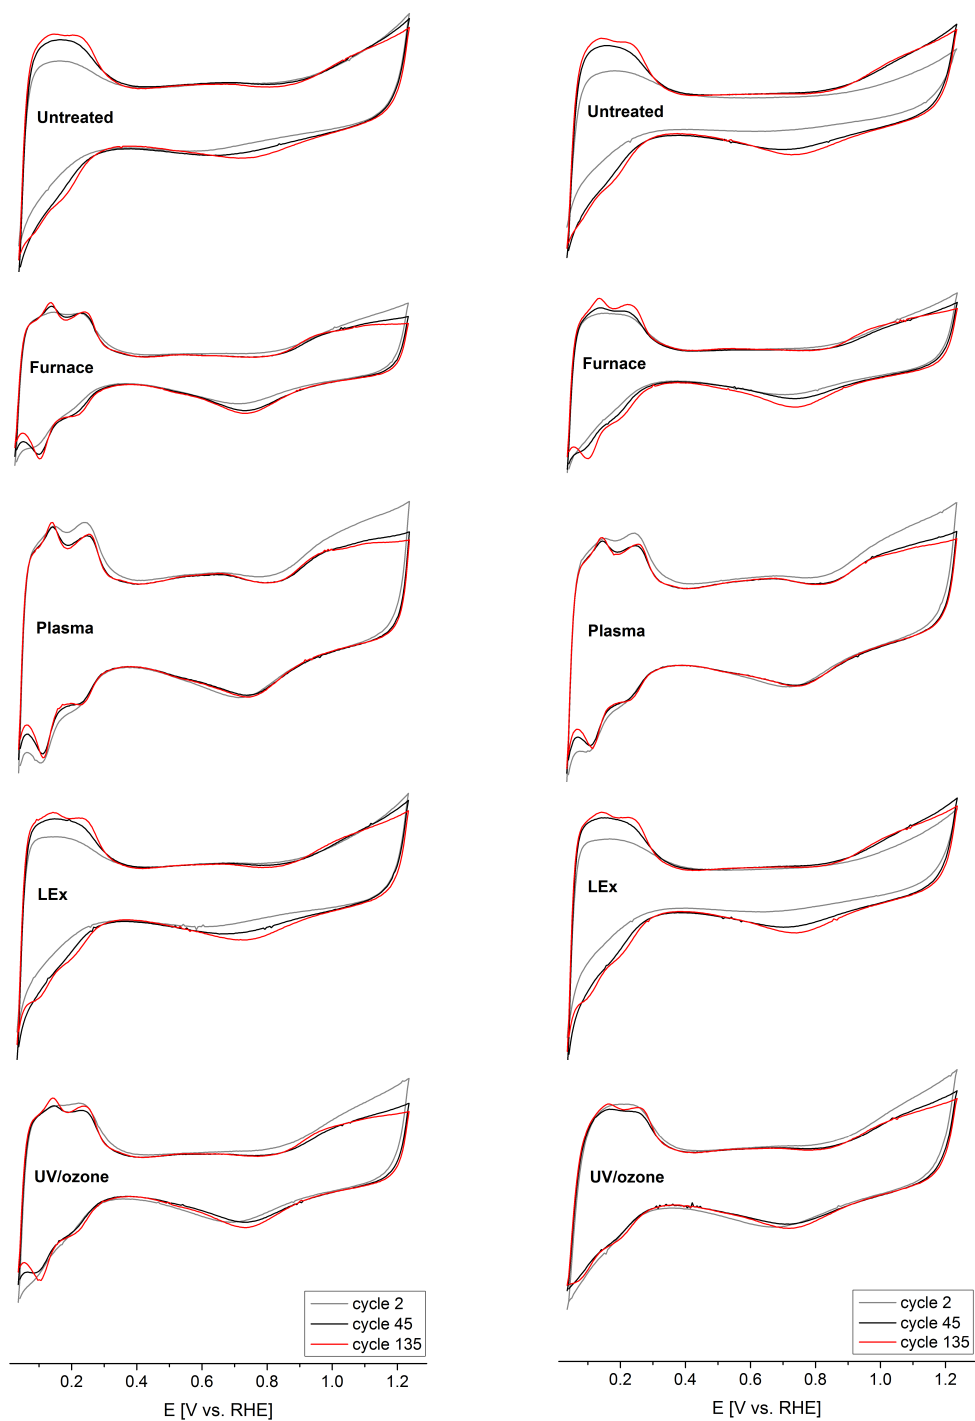 Untreated
Untreated
Furnace
Furnace
Plasma
Plasma
LEx
LEx
UV/ozone
UV/ozone
cycle 2
cycle 45
cycle 135
cycle 2
cycle 45
cycle 135
0.2 0.4 0.6 0.8 1.0 1.2
0.2 0.4 0.6 0.8 1.0 1.2
E [V vs. RHE]
E [V vs. RHE]